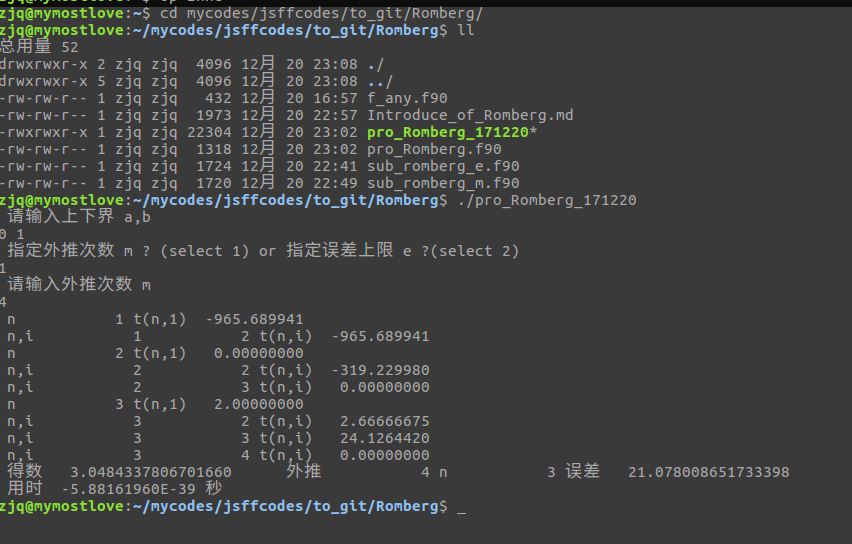 zjq@mymostlove:~$ cd mycodes/jsffcodes/to_git/Romberg/
zjq@mymostlove:~/mycodes/jsffcodes/to_git/Romberg$ ll
总用量 52
drwxrwxr-x 2 zjq zjq  4096 12月 20 23:08 ./
drwxrwxr-x 5 zjq zjq  4096 12月 20 23:08 ../
-rw-rw-r-- 1 zjq zjq   432 12月 20 16:57 f_any.f90
-rw-rw-r-- 1 zjq zjq  1973 12月 20 22:57 Introduce_of_Romberg.md
-rwxrwxr-x 1 zjq zjq 22304 12月 20 23:02 pro_Romberg_171220*
-rw-rw-r-- 1 zjq zjq  1318 12月 20 23:02 pro_Romberg.f90
-rw-rw-r-- 1 zjq zjq  1724 12月 20 22:41 sub_romberg_e.f90
-rw-rw-r-- 1 zjq zjq  1720 12月 20 22:49 sub_romberg_m.f90
zjq@mymostlove:~/mycodes/jsffcodes/to_git/Romberg$ ./pro_Romberg_171220
请输入上下界 a,b
0 1
指定外推次数 m ? (select 1) or 指定误差上限 e ?(select 2)
1
请输入外推次数 m
4
n 1 t(n,1) -965.689941
n,i 1 2 t(n,i) -965.689941
n 2 t(n,1) 0.00000000
n,i 2 2 t(n,i) -319.229980
n,i 2 3 t(n,i) 0.00000000
n 3 t(n,1) 2.00000000
n,i 3 2 t(n,i) 2.66666675
n,i 3 3 t(n,i) 24.1264420
n,i 3 4 t(n,i) 0.00000000
得数 3.0484337806701660 外推 4 n 3 误差 21.078008651733398
用时 -5.88161960E-39 秒
zjq@mymostlove:~/mycodes/jsffcodes/to_git/Romberg$ _